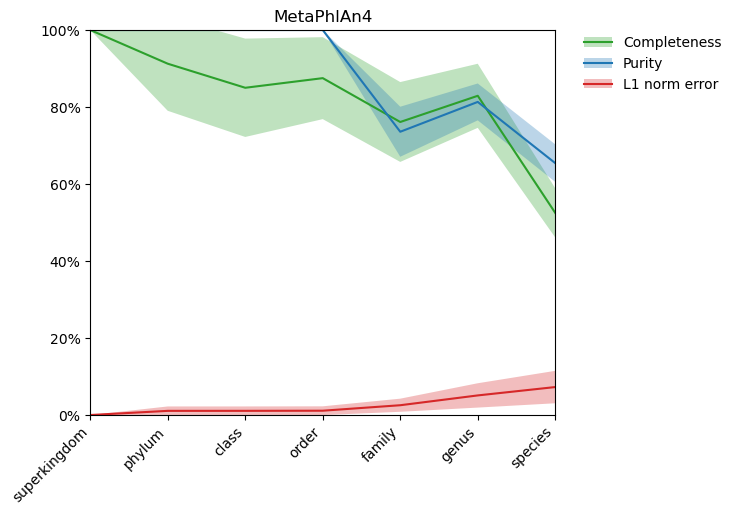 MetaPhlAn4
100%
80%
60%
40%
20%
0%
superkingdom
phylum
class
order
family
genus
species
Completeness
Purity
L1 norm error